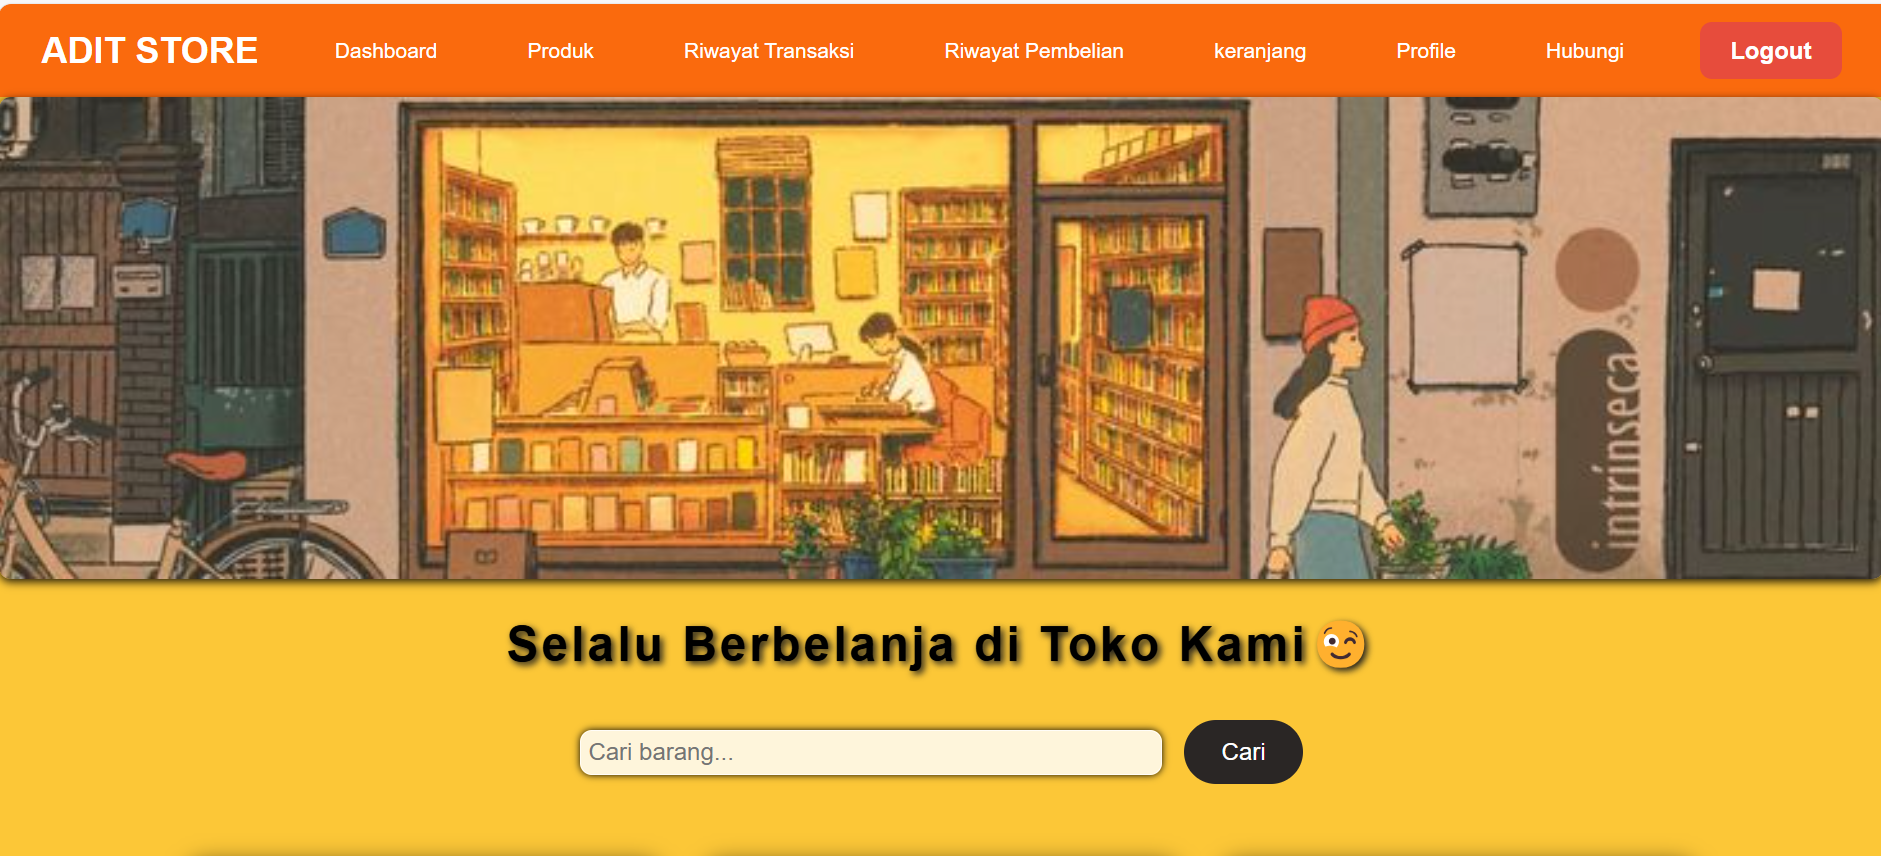 ADIT STORE
Dashboard
Produk
Riwayat Transaksi
Riwayat Pembelian
keranjang
Profile
Hubungi
Logout
intrínseca
Selalu Berbelanja di Toko Kami😉
Cari barang...
Cari